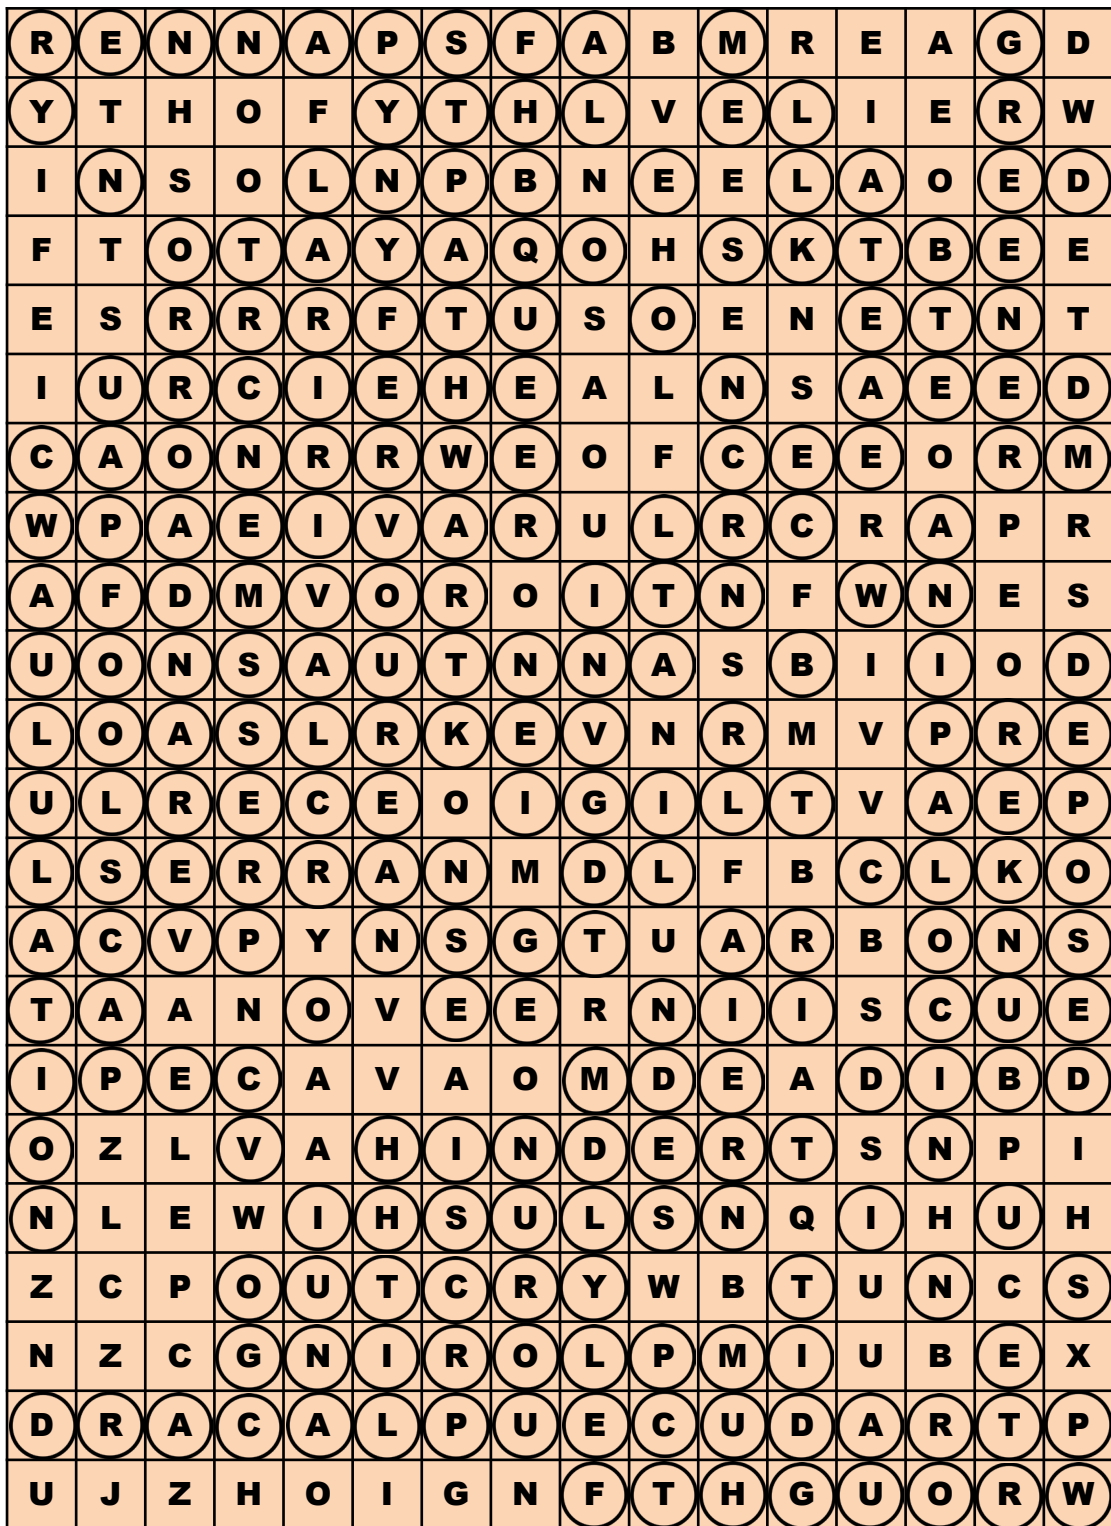 R E N N A P S F A B M R E A G D
Y T H O F Y T H L V E L I E R W
I N S O L N P B N E E L A O E D
F T O T A Y A Q O H S K T B E E
E S R R R F T U S O E N E T N T
I U R C I E H E A L N S A E E D
C A O N R R W E O F C E E O R M
W P A E I V A R U L R C R A P R
A F D M V O R O I T N F W N E S
U O N S A U T N N A S B I I O D
L O A S L R K E V N R M V P R E
U L R E C E O I G I L T V A E P
L S E R R A N M D L F B C L K O
A C V P Y N S G T U A R B O N S
T A A N O V E E R N I I S C U E
I P E C A V A O M D E A D I B D
O Z L V A H I N D E R T S N P I
N L E W I H S U L S N Q I H U H
Z C P O U T C R Y W B T U N C S
N Z C G N I R O L P M I U B E X
D R A C A L P U E C U D A R T P
U J Z H O I G N F T H G U O R W